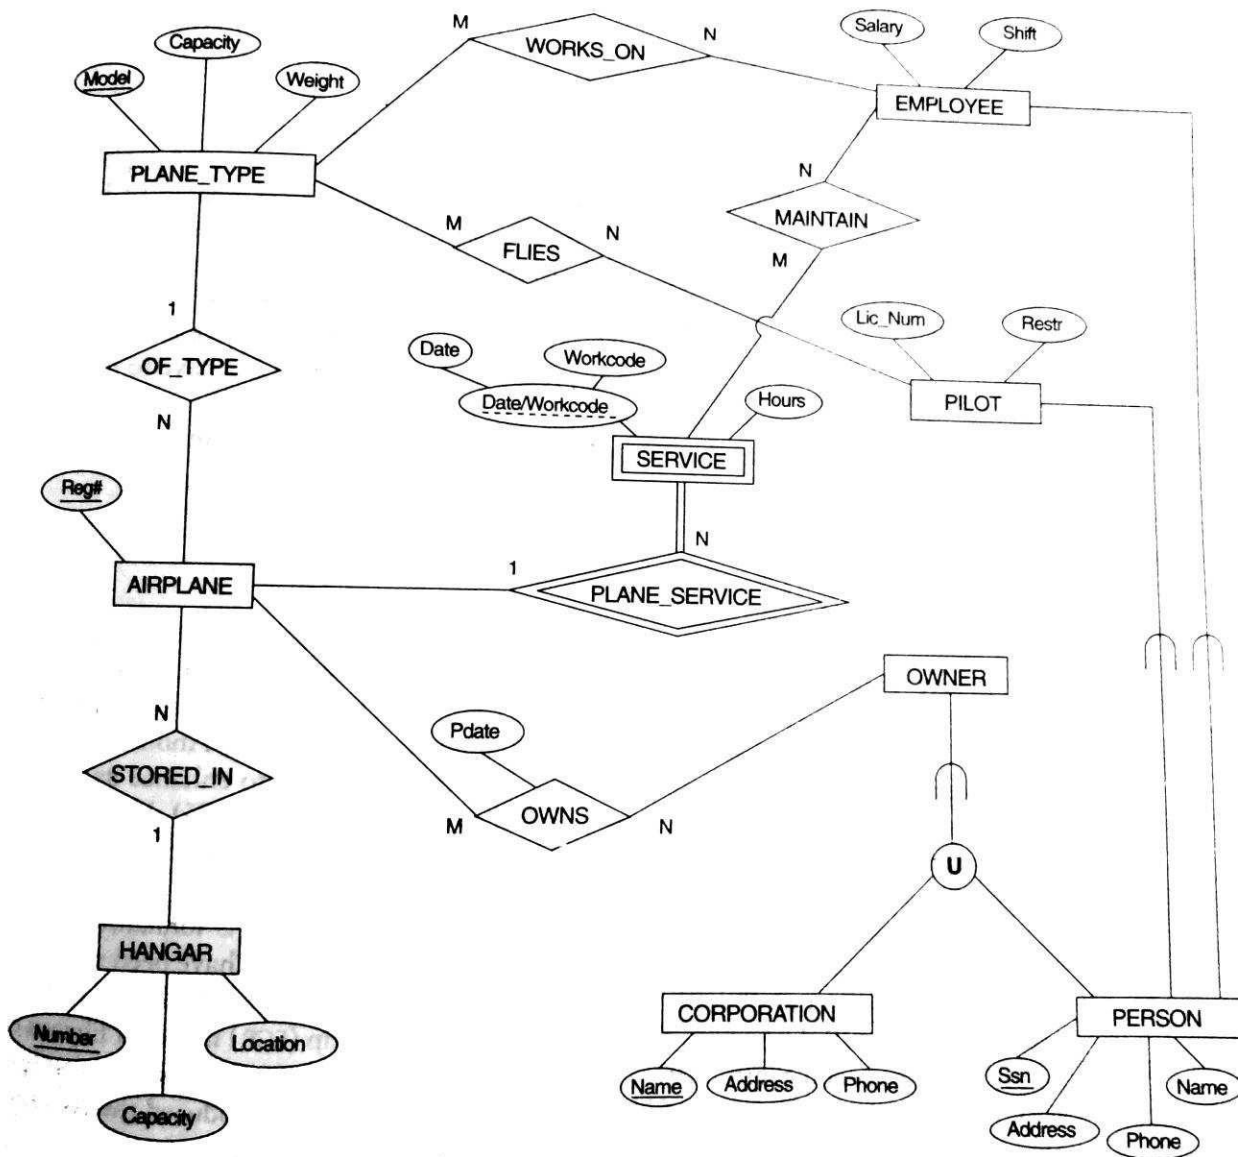 M
WORKS_ON
N
Salary
Shift
Capacity
Model
Weight
EMPLOYEE
PLANE_TYPE
N
MAINTAIN
M
M
FLIES
N
1
OF_TYPE
N
Lic_Num
Restr
PILOT
Date
Workcode
Date/Workcode
Hours
SERVICE
Reg#
AIRPLANE
1
N
PLANE_SERVICE
OWNER
N
STORED_IN
1
Pdate
M
OWNS
N
U
HANGAR
Number
Location
Capacity
CORPORATION
Name
Address
Phone
PERSON
Ssn
Name
Address
Phone